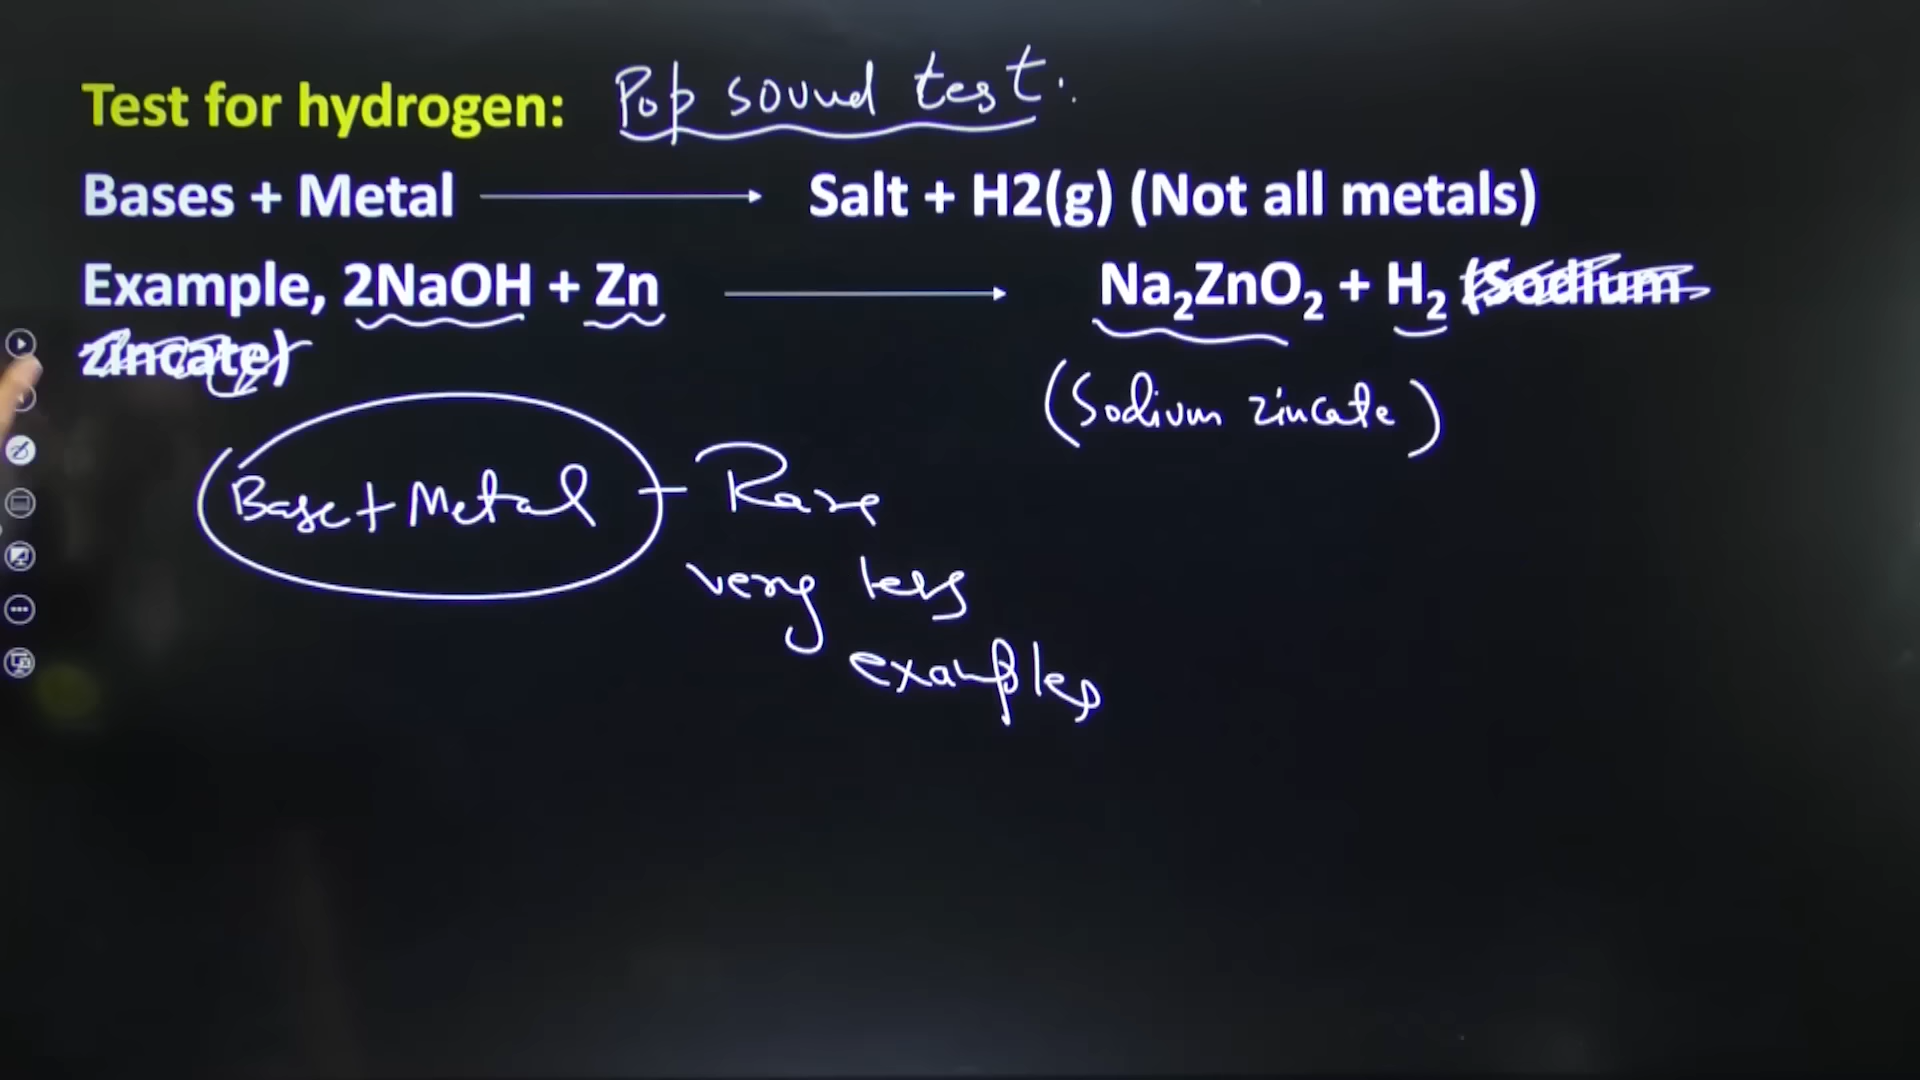 Test for hydrogen: Pop sound test.
Bases + Metal ⟶ Salt + H2(g) (Not all metals)
Example, 2NaOH + Zn ⟶ Na₂ZnO₂ + H₂ (Sodium
zincate)
(Sodium zincate)
Base + Metal - Rare
very less
examples